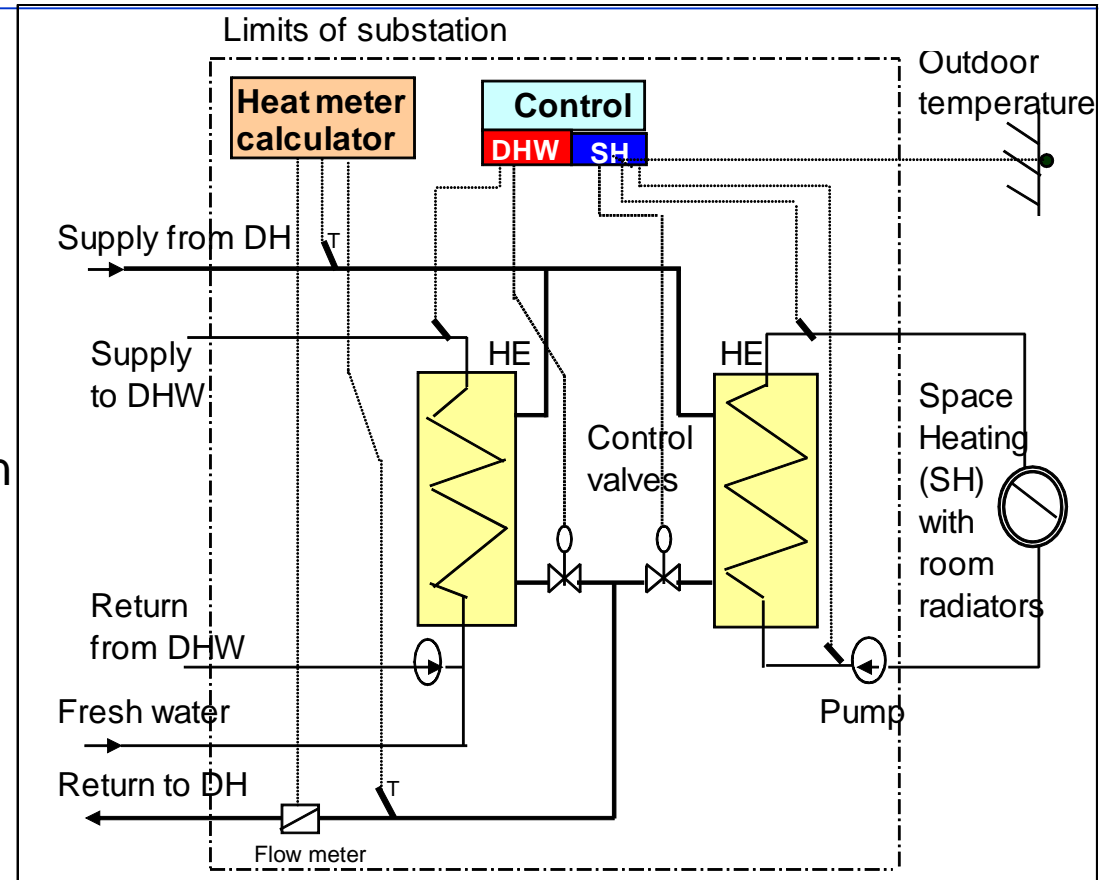 Limits of substation
Outdoor
temperature
Heat meter
calculator
Control
DHW
SH
Supply from DH
T
Supply
to DHW
HE
HE
Control
valves
Space
Heating
(SH)
with
room
radiators
n
Return
from DHW
Fresh water
Pump
Return to DH
T
Flow meter